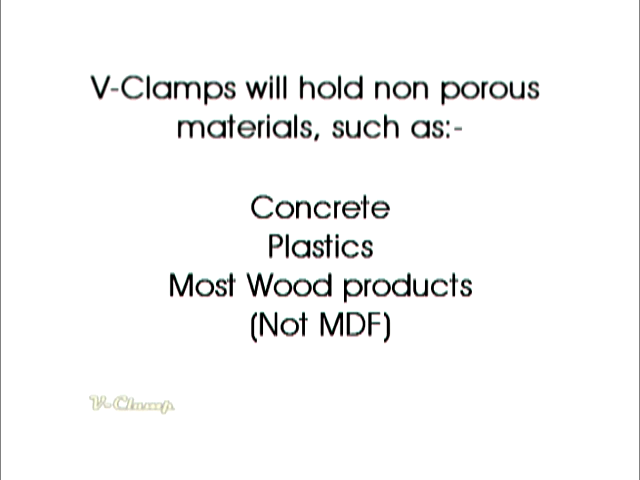 V-Clamps will hold non porous
materials, such as:-
Concrete
Plastics
Most Wood products
(Not MDF)
V-Clamp